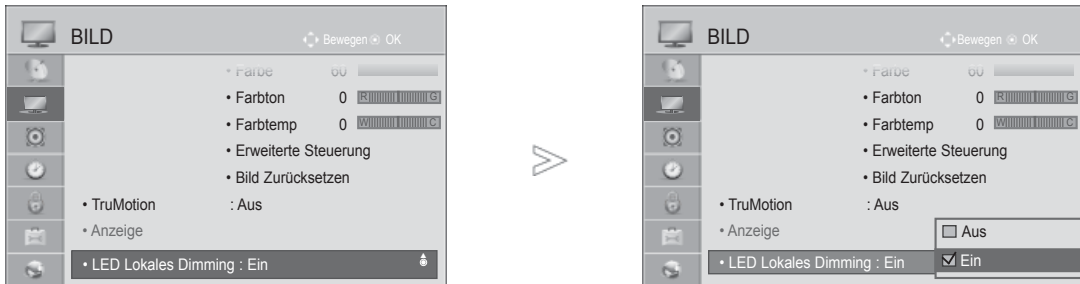 BILD
Bewegen OK
• Farbe 60
• Farbton 0 R G
• Farbtemp 0 W C
• Erweiterte Steuerung
• Bild Zurücksetzen
• TruMotion : Aus
• Anzeige
• LED Lokales Dimming : Ein
BILD
Bewegen OK
• Farbe 60
• Farbton 0 R G
• Farbtemp 0 W C
• Erweiterte Steuerung
• Bild Zurücksetzen
• TruMotion : Aus
• Anzeige
Aus
• LED Lokales Dimming : Ein
Ein